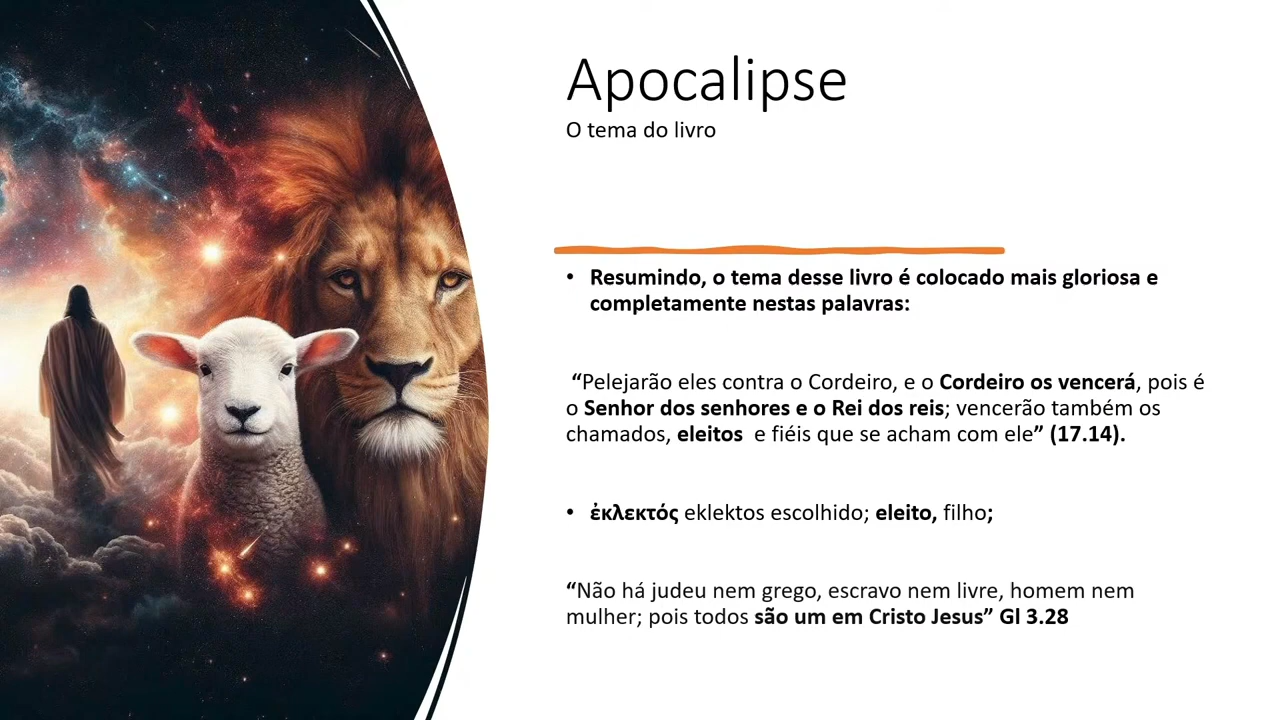 Apocalipse
O tema do livro
• Resumindo, o tema desse livro é colocado mais gloriosa e
completamente nestas palavras:
“Pelejarão eles contra o Cordeiro, e o Cordeiro os vencerá, pois é
o Senhor dos senhores e o Rei dos reis; vencerão também os
chamados, eleitos e fiéis que se acham com ele” (17.14).
• ἐκλεκτός eklektos escolhido; eleito, filho;
“Não há judeu nem grego, escravo nem livre, homem nem
mulher; pois todos são um em Cristo Jesus” Gl 3.28